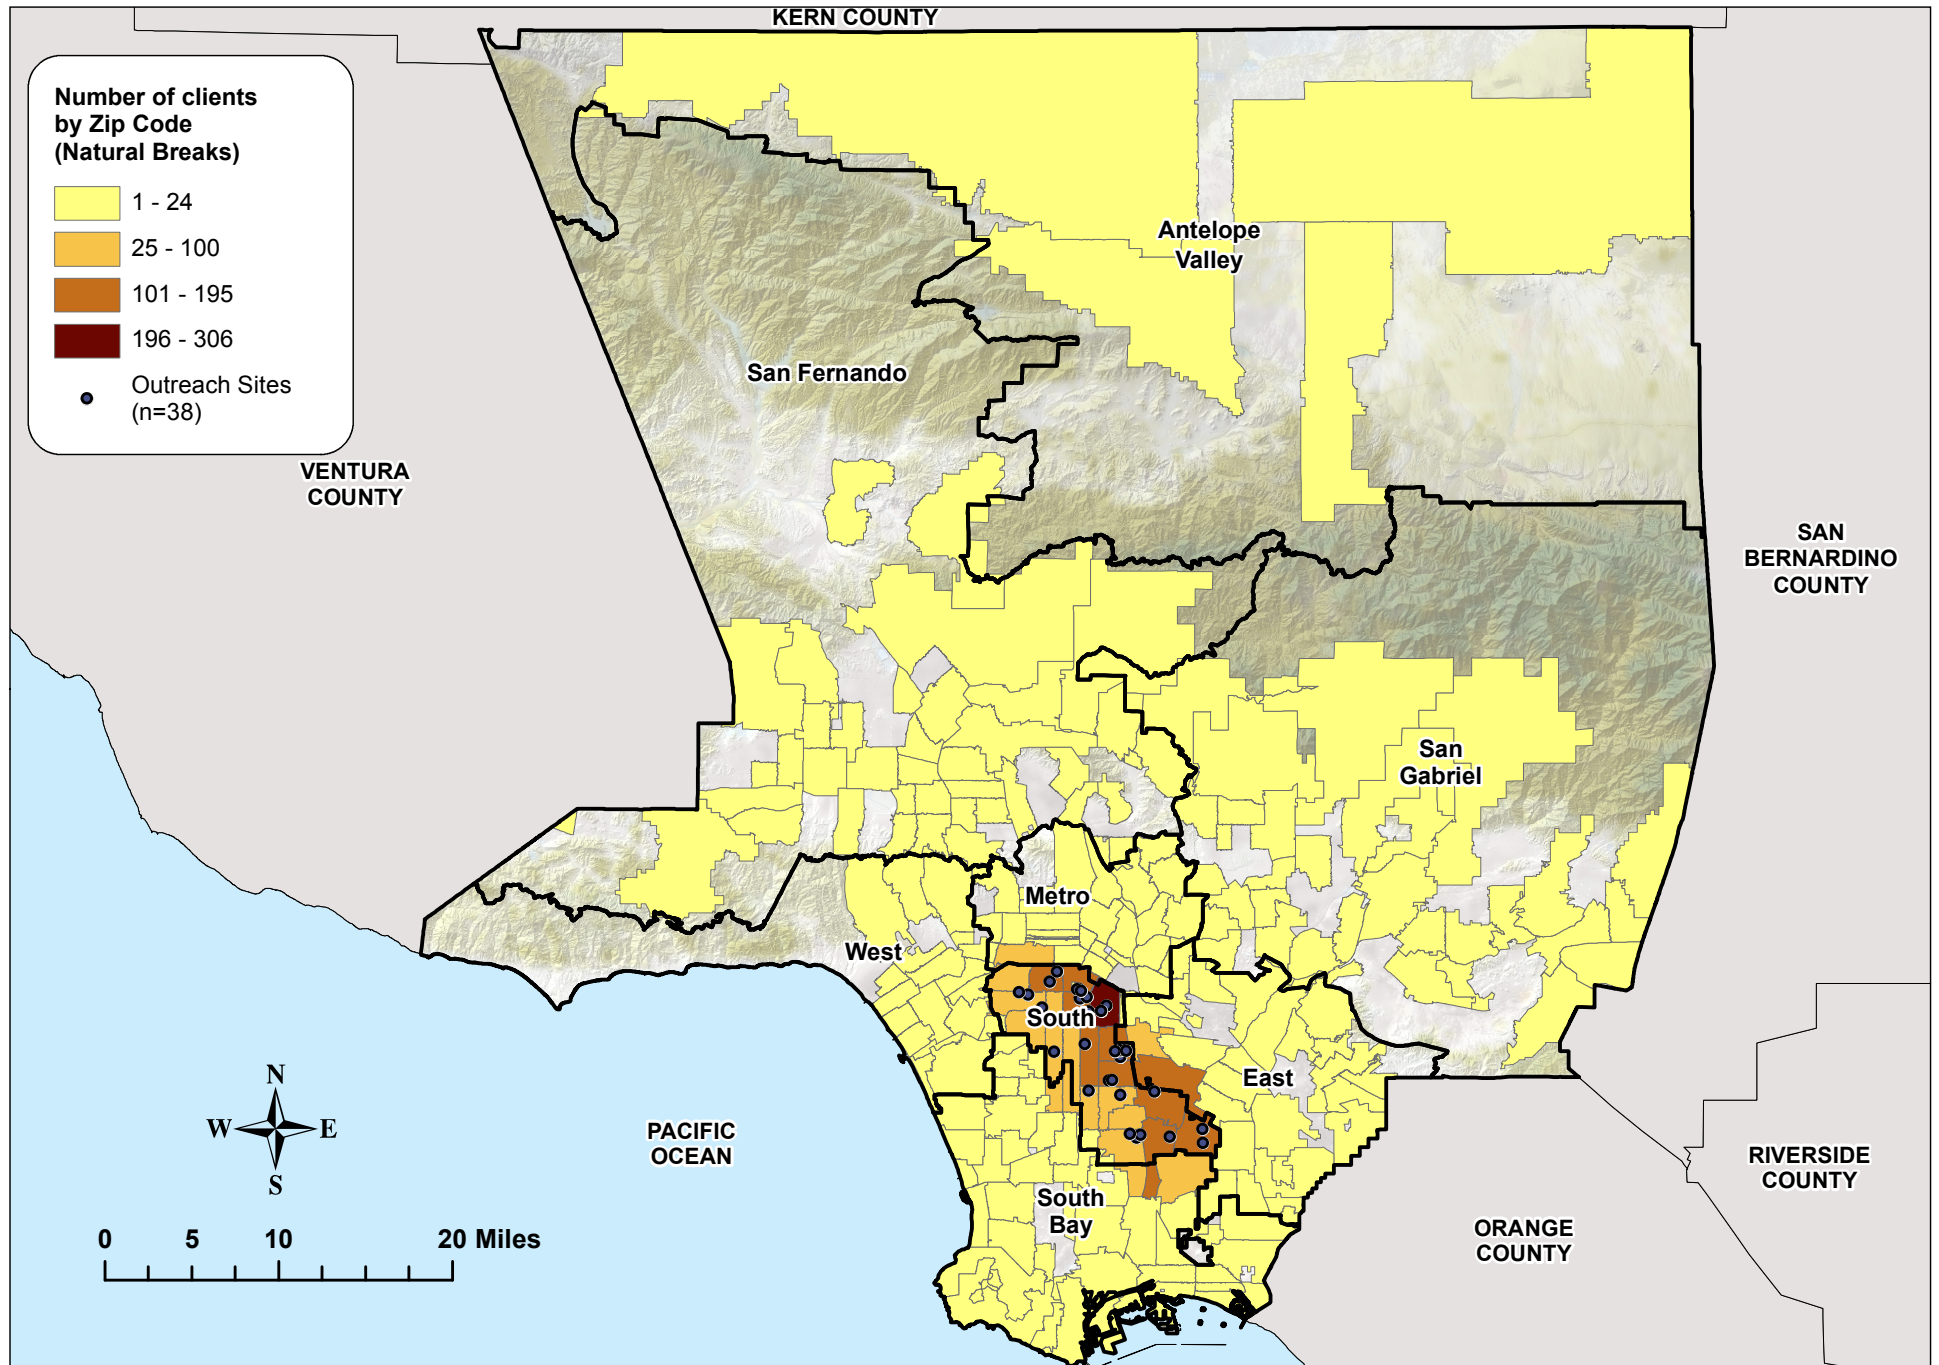 KERN COUNTY
Number of clients
by Zip Code
(Natural Breaks)
1 - 24
25 - 100
101 - 195
196 - 306
Outreach Sites
(n=38)
Antelope
Valley
San Fernando
VENTURA
COUNTY
SAN
BERNARDINO
COUNTY
San
Gabriel
Metro
West
South
East
N
W
E
S
PACIFIC
OCEAN
South
Bay
RIVERSIDE
COUNTY
ORANGE
COUNTY
0 5 10 20 Miles